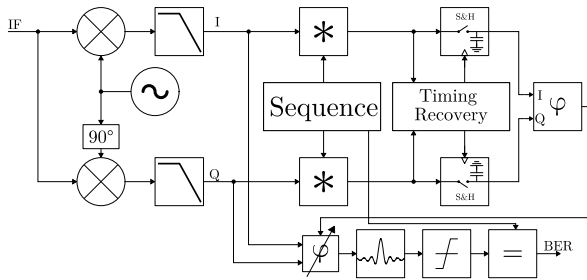 IF
I
S&H
Sequence
Timing
Recovery
I
φ
Q
90°
Q
S&H
φ
=
BER